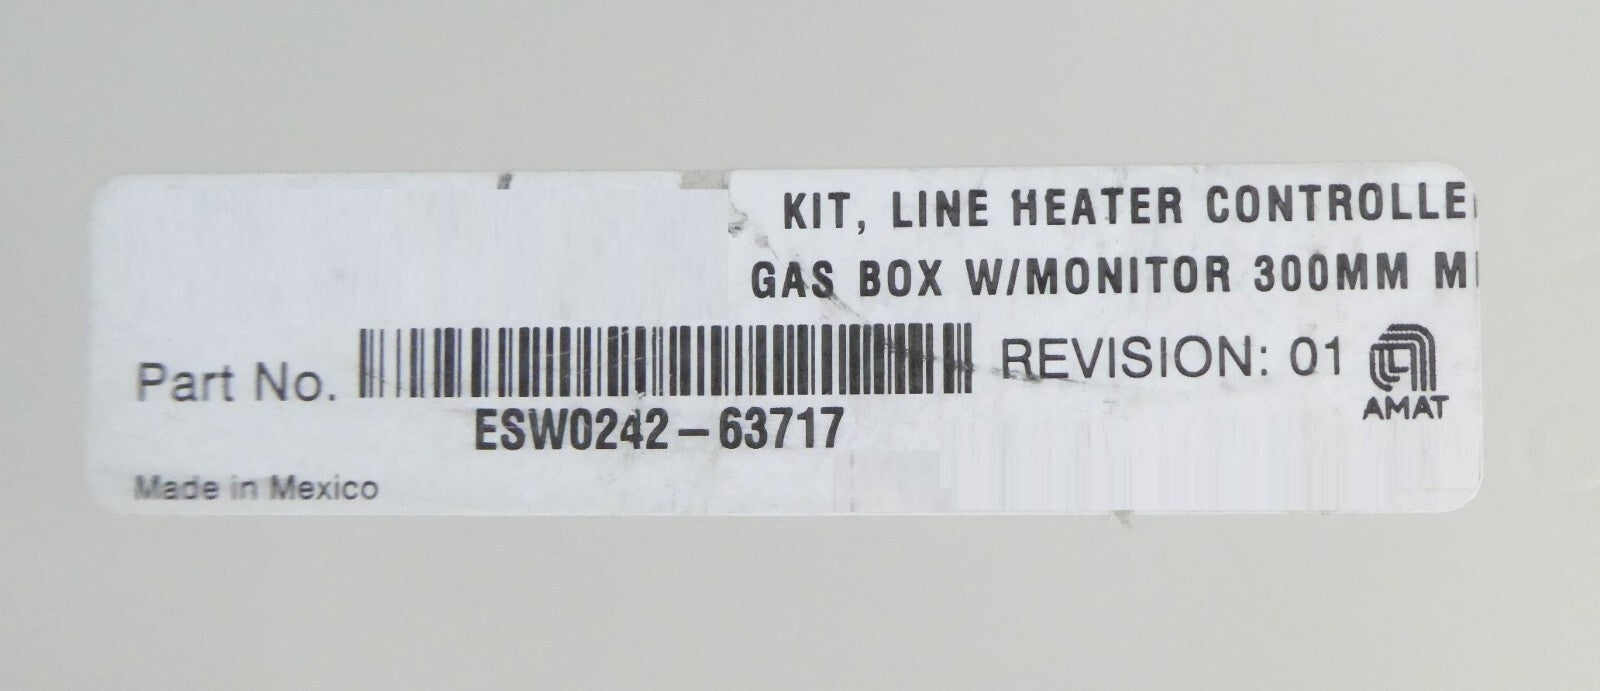 KIT, LINE HEATER CONTROLLE
GAS BOX W/MONITOR 300MM M
Part No.
REVISION: 01
AMAT
ESW0242-63717
Made in Mexico